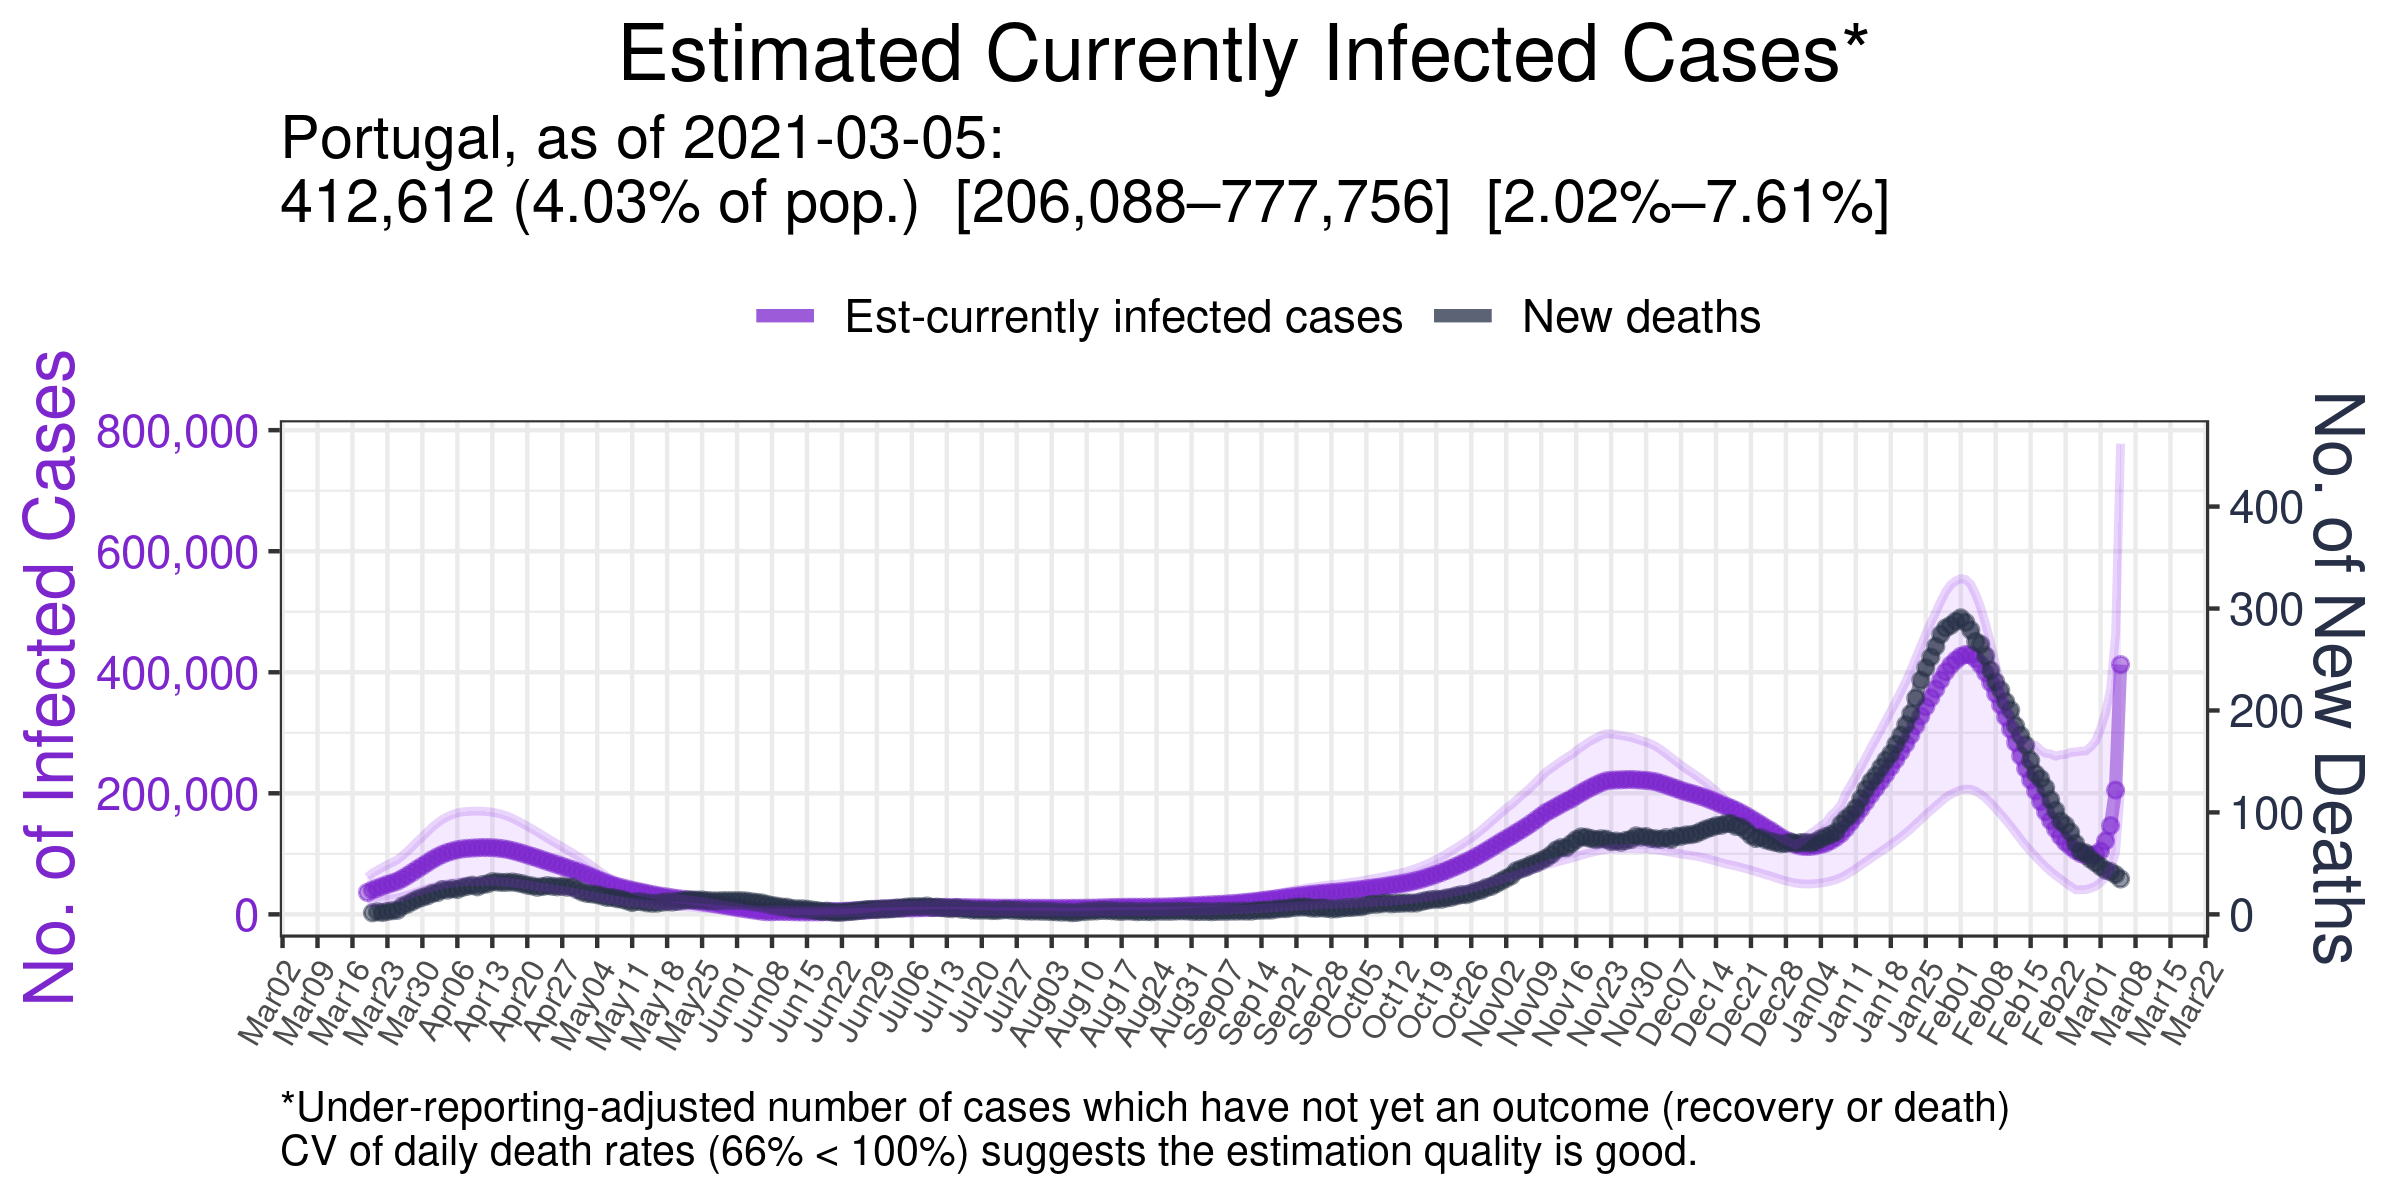 Estimated Currently Infected Cases*
Portugal, as of 2021-03-05:
412,612 (4.03% of pop.) [206,088–777,756] [2.02%–7.61%]
Est-currently infected cases New deaths
No. of Infected Cases
800,000
600,000
400,000
200,000
0
No. of New Deaths
400
300
200
100
0
Mar02 Mar09 Mar16 Mar23 Mar30 Apr06 Apr13 Apr20 Apr27 May04 May11 May18 May25 Jun01 Jun08 Jun15 Jun22 Jun29 Jul06 Jul13 Jul20 Jul27 Aug03 Aug10 Aug17 Aug24 Aug31 Sep07 Sep14 Sep21 Sep28 Oct05 Oct12 Oct19 Oct26 Nov02 Nov09 Nov16 Nov23 Nov30 Dec07 Dec14 Dec21 Dec28 Jan04 Jan11 Jan18 Jan25 Feb01 Feb08 Feb15 Feb22 Mar01 Mar08 Mar15 Mar22
*Under-reporting-adjusted number of cases which have not yet an outcome (recovery or death)
CV of daily death rates (66% < 100%) suggests the estimation quality is good.